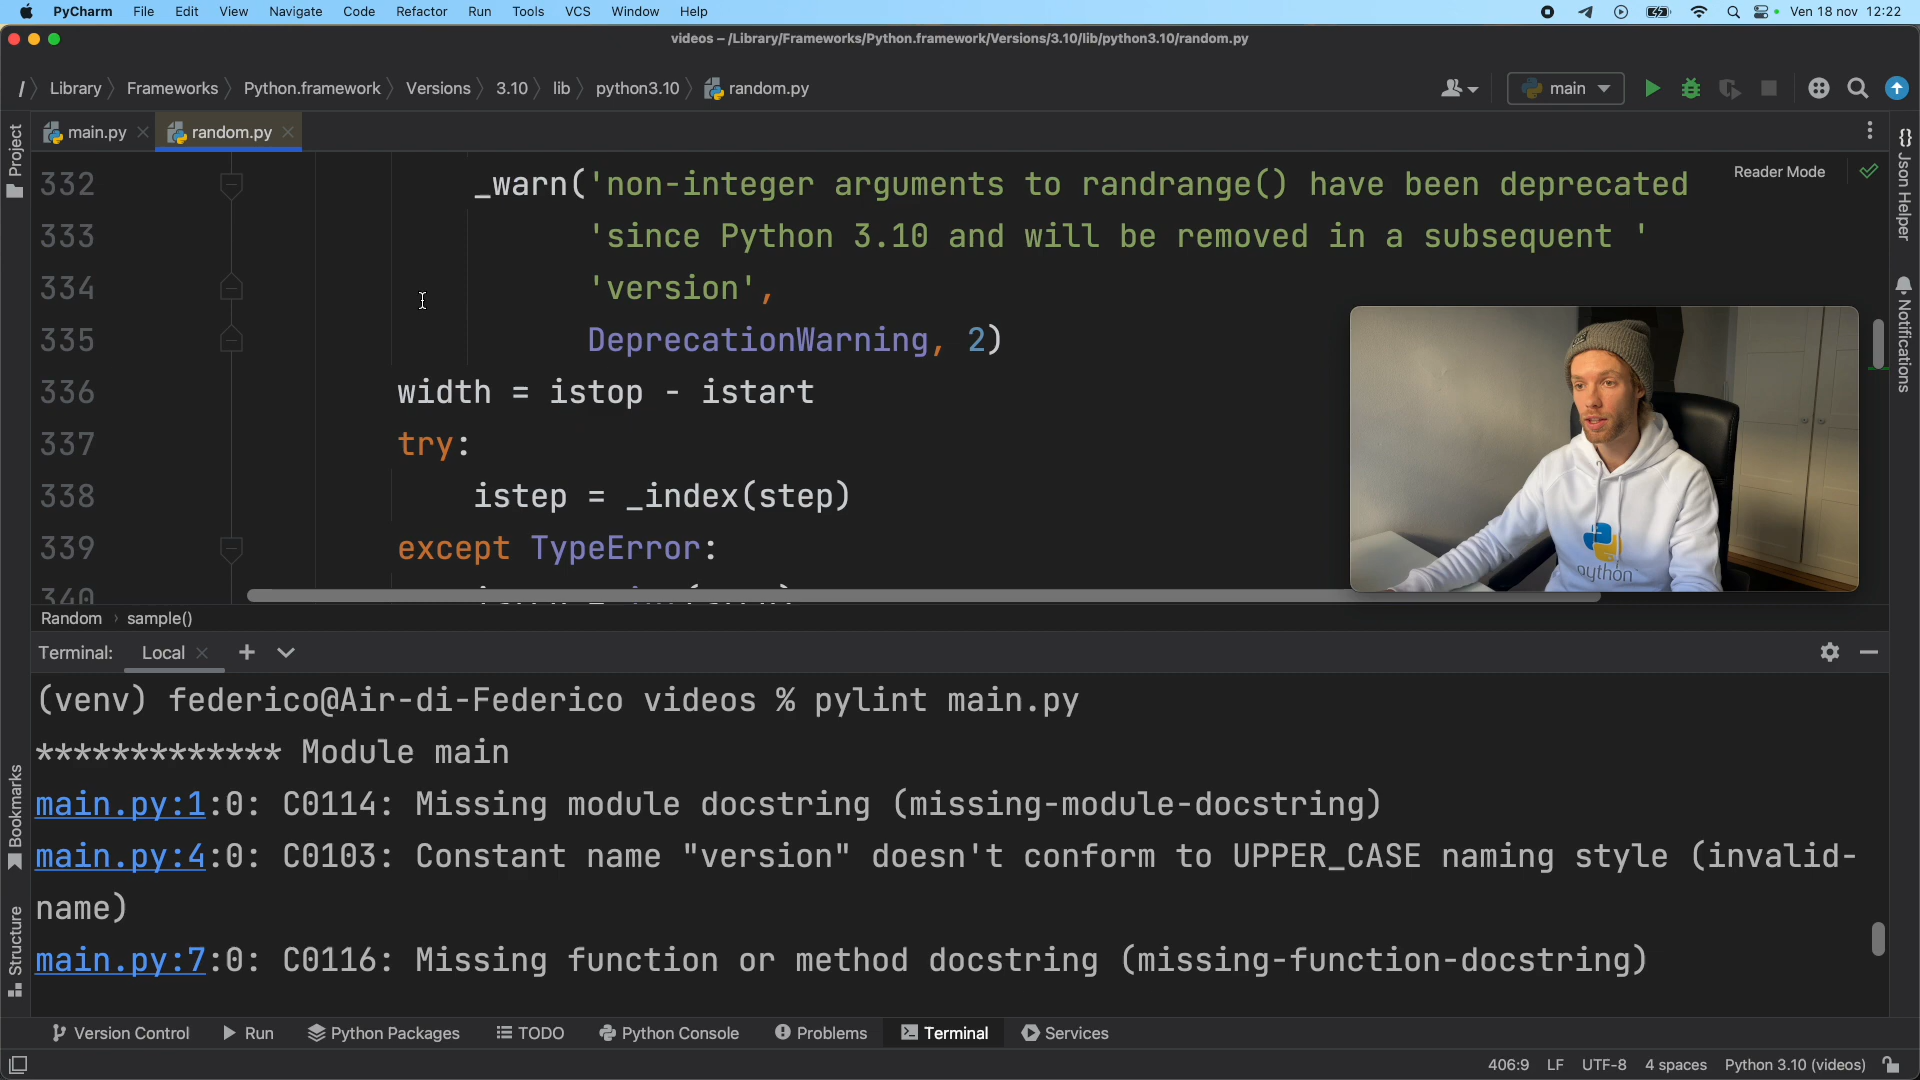 PyCharm File Edit View Navigate Code Refactor Run Tools VCS Window Help Ven 18 nov 12:22
videos – /Library/Frameworks/Python.framework/Versions/3.10/lib/python3.10/random.py
/ Library Frameworks Python.framework Versions 3.10 lib python3.10 random.py main
main.py random.py
Project
Json Helper
Notifications
Reader Mode
332 _warn('non-integer arguments to randrange() have been deprecated
333 'since Python 3.10 and will be removed in a subsequent '
334 'version',
335 DeprecationWarning, 2)
336 width = istop - istart
337 try:
338 istep = _index(step)
339 except TypeError:
340
python
Random › sample()
Terminal: Local
(venv) federico@Air-di-Federico videos % pylint main.py
************* Module main
main.py:1:0: C0114: Missing module docstring (missing-module-docstring)
main.py:4:0: C0103: Constant name "version" doesn't conform to UPPER_CASE naming style (invalid-
name)
main.py:7:0: C0116: Missing function or method docstring (missing-function-docstring)
Bookmarks
Structure
Version Control Run Python Packages TODO Python Console Problems Terminal Services
406:9 LF UTF-8 4 spaces Python 3.10 (videos)